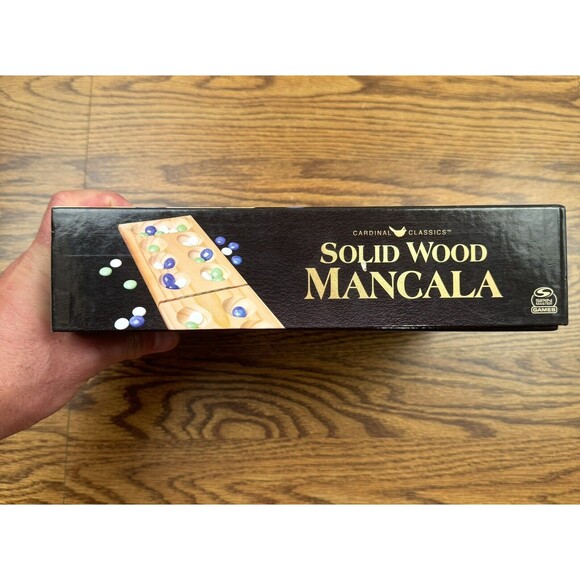 CARDINAL CLASSICS™
SOLID WOOD
MANCALA
GAMES